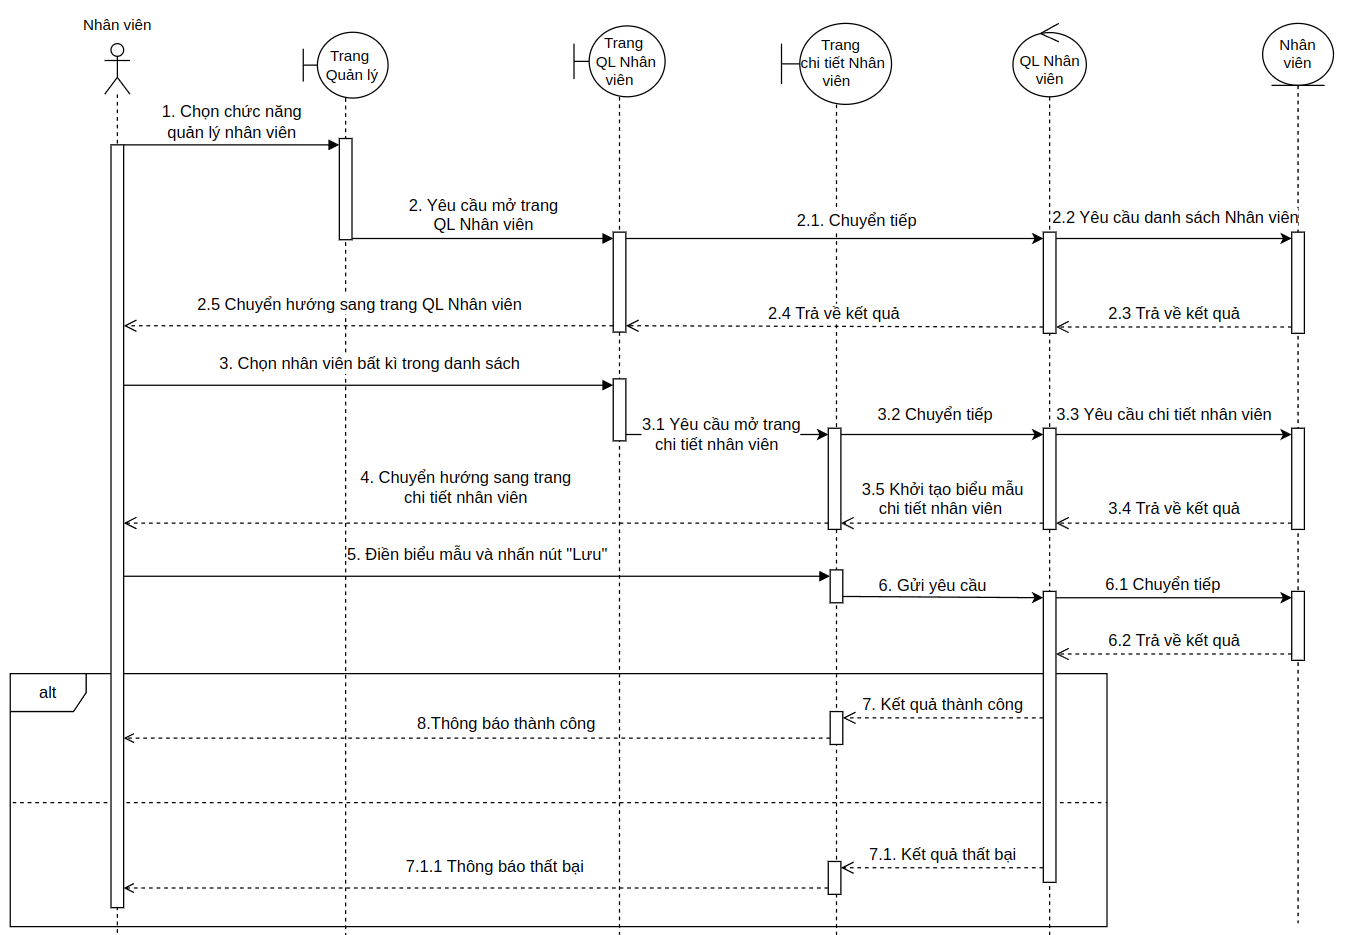 Nhân viên
Trang
Quản lý
Trang
QL Nhân
viên
Trang
chi tiết Nhân
viên
QL Nhân
viên
Nhân
viên
1. Chọn chức năng
quản lý nhân viên
2. Yêu cầu mở trang
QL Nhân viên
2.1. Chuyển tiếp
2.2 Yêu cầu danh sách Nhân viên
2.5 Chuyển hướng sang trang QL Nhân viên
2.4 Trả về kết quả
2.3 Trả về kết quả
3. Chọn nhân viên bất kì trong danh sách
3.1 Yêu cầu mở trang
chi tiết nhân viên
3.2 Chuyển tiếp
3.3 Yêu cầu chi tiết nhân viên
4. Chuyển hướng sang trang
chi tiết nhân viên
3.5 Khởi tạo biểu mẫu
chi tiết nhân viên
3.4 Trả về kết quả
5. Điền biểu mẫu và nhấn nút "Lưu"
6. Gửi yêu cầu
6.1 Chuyển tiếp
6.2 Trả về kết quả
alt
7. Kết quả thành công
8.Thông báo thành công
7.1. Kết quả thất bại
7.1.1 Thông báo thất bại